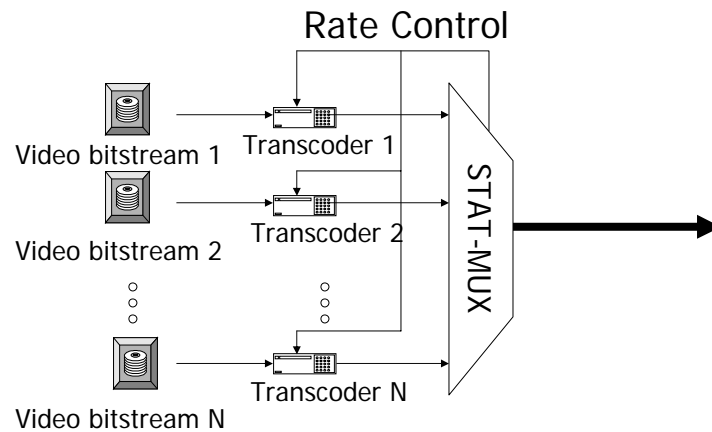 Rate Control
Video bitstream 1
Transcoder 1
Video bitstream 2
Transcoder 2
STAT-MUX
Video bitstream N
Transcoder N